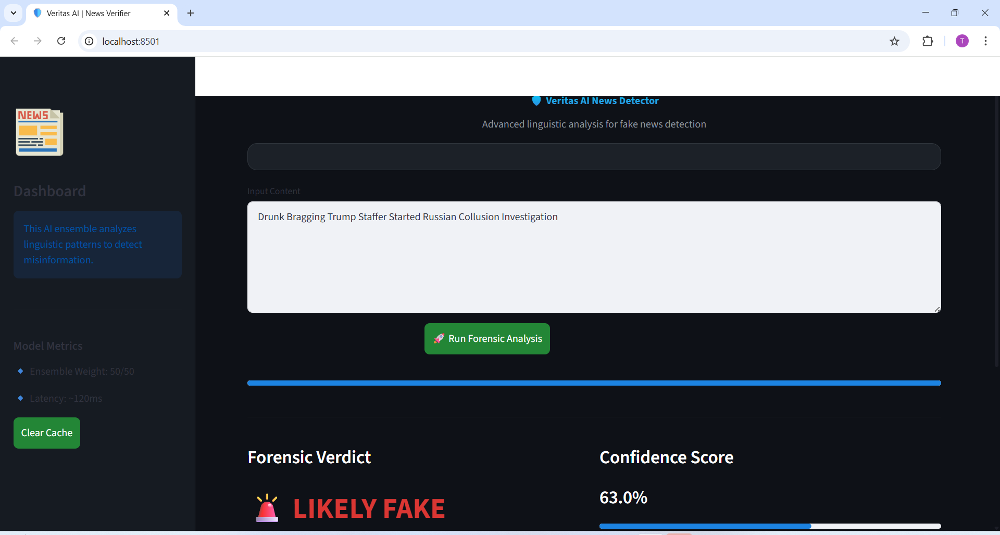 Veritas AI | News Verifier
localhost:8501
T
NEWS
Dashboard
This AI ensemble analyzes
linguistic patterns to detect
misinformation.
Model Metrics
Ensemble Weight: 50/50
Latency: ~120ms
Clear Cache
Veritas AI News Detector
Advanced linguistic analysis for fake news detection
Input Content
Drunk Bragging Trump Staffer Started Russian Collusion Investigation
🚀 Run Forensic Analysis
Forensic Verdict
🚨 LIKELY FAKE
Confidence Score
63.0%